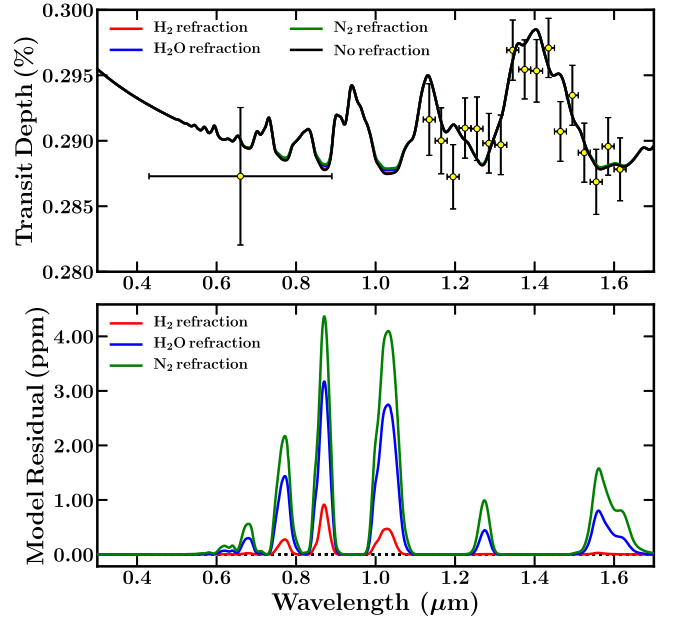 H₂ refraction
H₂O refraction
N₂ refraction
No refraction
Transit Depth (%)
0.300
0.295
0.290
0.285
0.280
0.4 0.6 0.8 1.0 1.2 1.4 1.6
H₂ refraction
H₂O refraction
N₂ refraction
Model Residual (ppm)
4.00
3.00
2.00
1.00
0.00
0.4 0.6 0.8 1.0 1.2 1.4 1.6
Wavelength (μm)